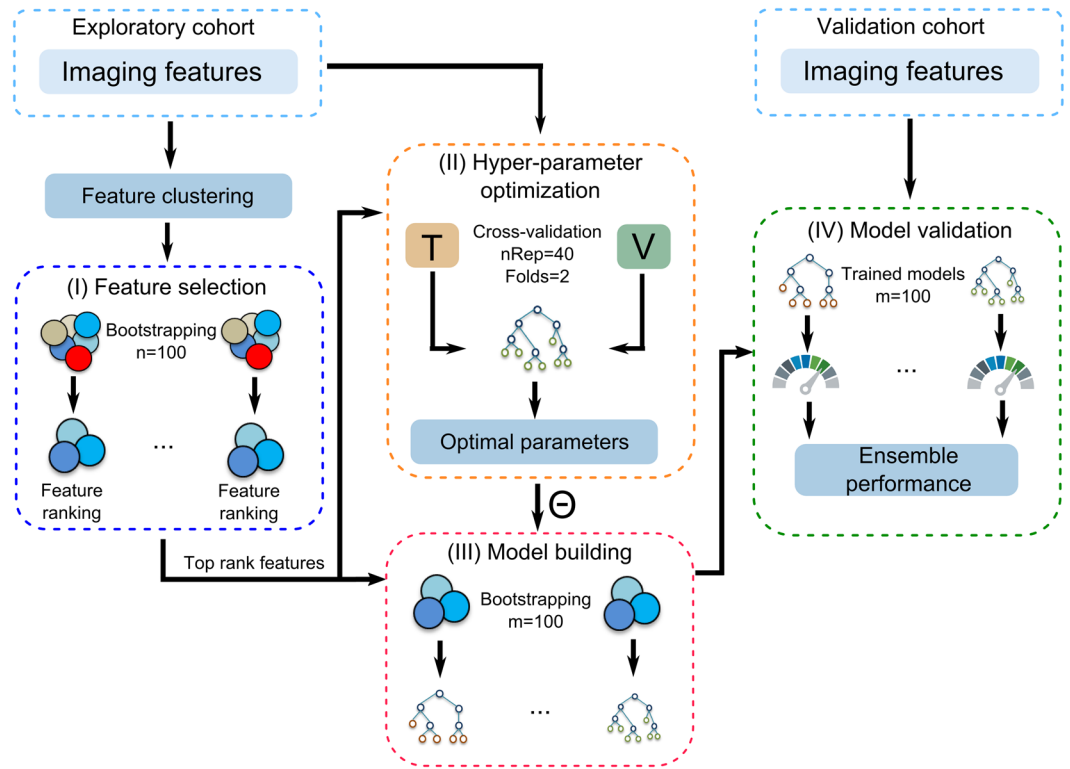 Exploratory cohort
Imaging features
Feature clustering
(I) Feature selection
Bootstrapping
n=100
...
Feature
ranking
Feature
ranking
Top rank features
(II) Hyper-parameter
optimization
T
Cross-validation
nRep=40
Folds=2
V
Optimal parameters
Θ
(III) Model building
Bootstrapping
m=100
...
Validation cohort
Imaging features
(IV) Model validation
Trained models
m=100
...
Ensemble
performance